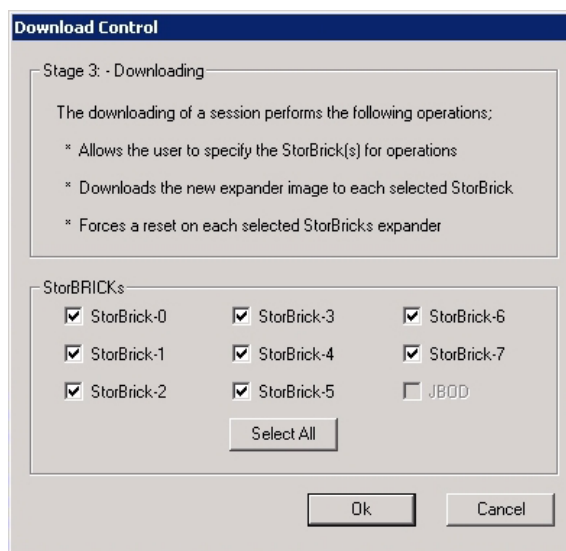 Download Control
Stage 3: - Downloading
The downloading of a session performs the following operations;
* Allows the user to specify the StorBrick(s) for operations
* Downloads the new expander image to each selected StorBrick
* Forces a reset on each selected StorBricks expander
StorBRICKs
StorBrick-0 StorBrick-3 StorBrick-6
StorBrick-1 StorBrick-4 StorBrick-7
StorBrick-2 StorBrick-5 JBOD
Select All
Ok Cancel